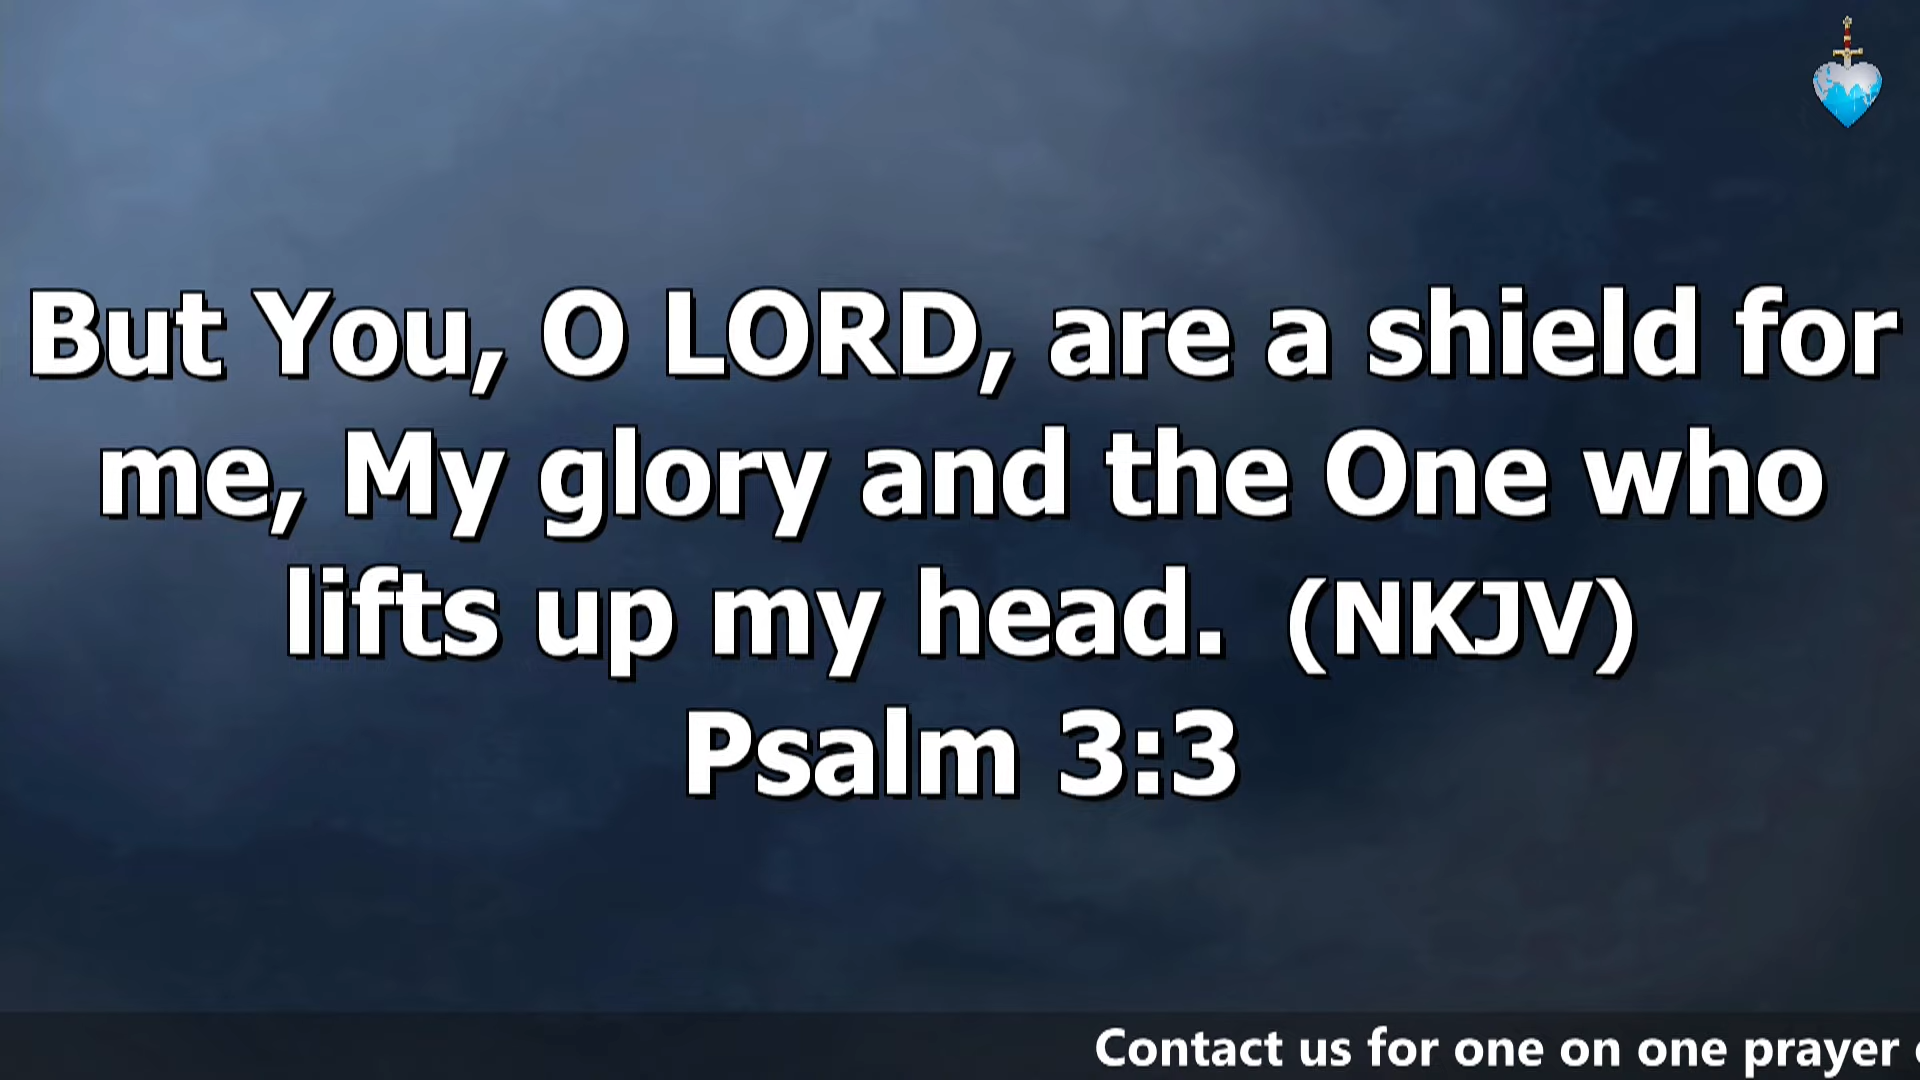 But You, O LORD, are a shield for
me, My glory and the One who
lifts up my head. (NKJV)
Psalm 3:3
Contact us for one on one prayer